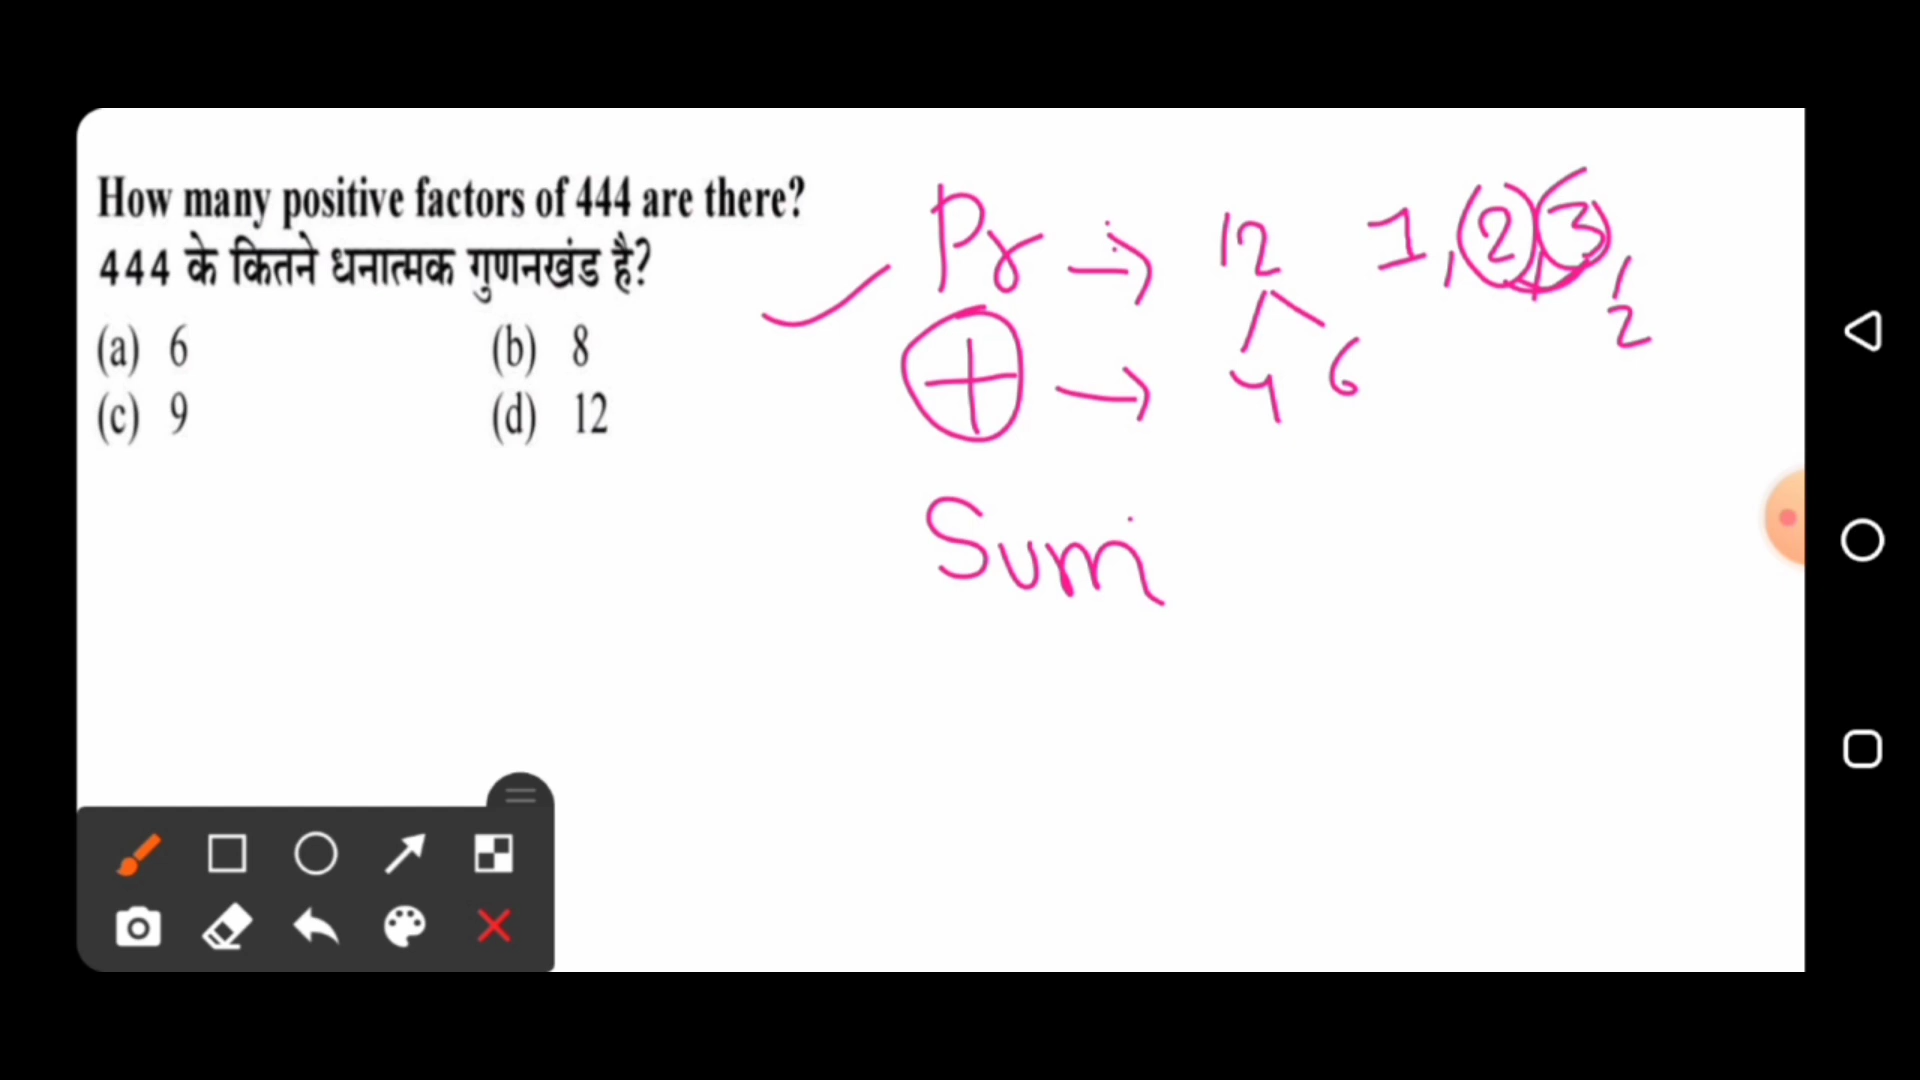 How many positive factors of 444 are there?
444 के कितने धनात्मक गुणनखंड है?
(a) 6 (b) 8
(c) 9 (d) 12
Pr → 12 1, 2, 3, 2
+ → 4 6
Sum